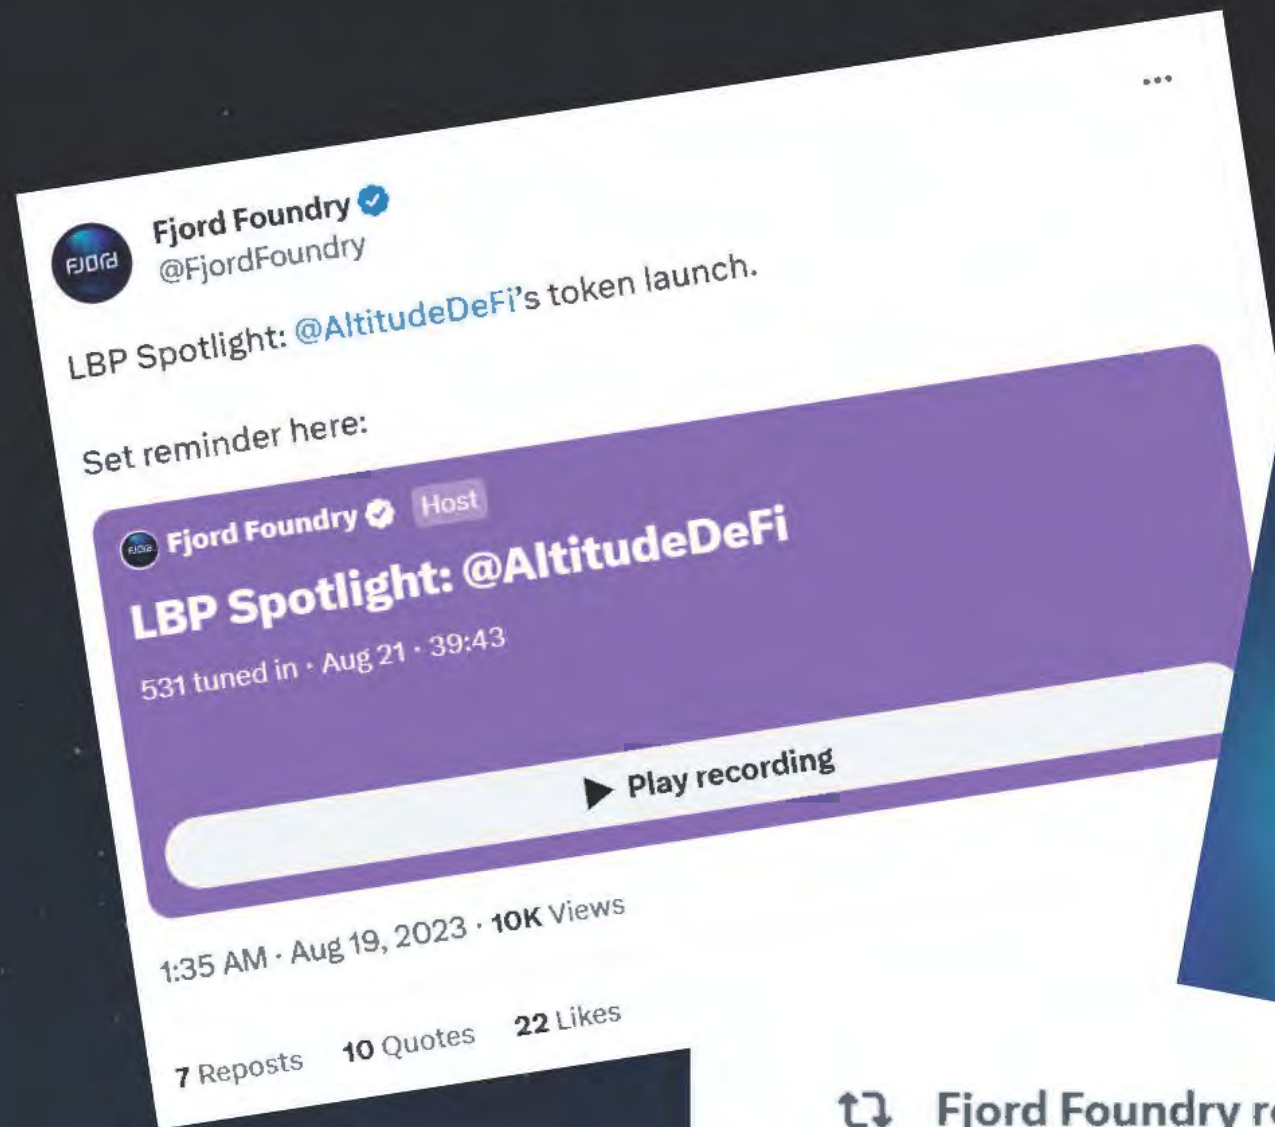 ...
FJORD
Fjord Foundry
@FjordFoundry
LBP Spotlight: @AltitudeDeFi's token launch.
Set reminder here:
Fjord Foundry Host
LBP Spotlight: @AltitudeDeFi
531 tuned in · Aug 21 · 39:43
Play recording
1:35 AM · Aug 19, 2023 · 10K Views
7 Reposts 10 Quotes 22 Likes
Fjord Foundry